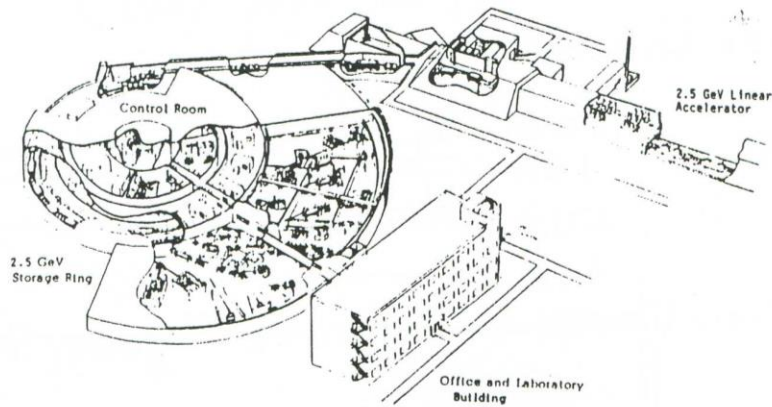 Control Room
2.5 GeV Linear
Accelerator
2.5 GeV
Storage Ring
Office and Laboratory
Building